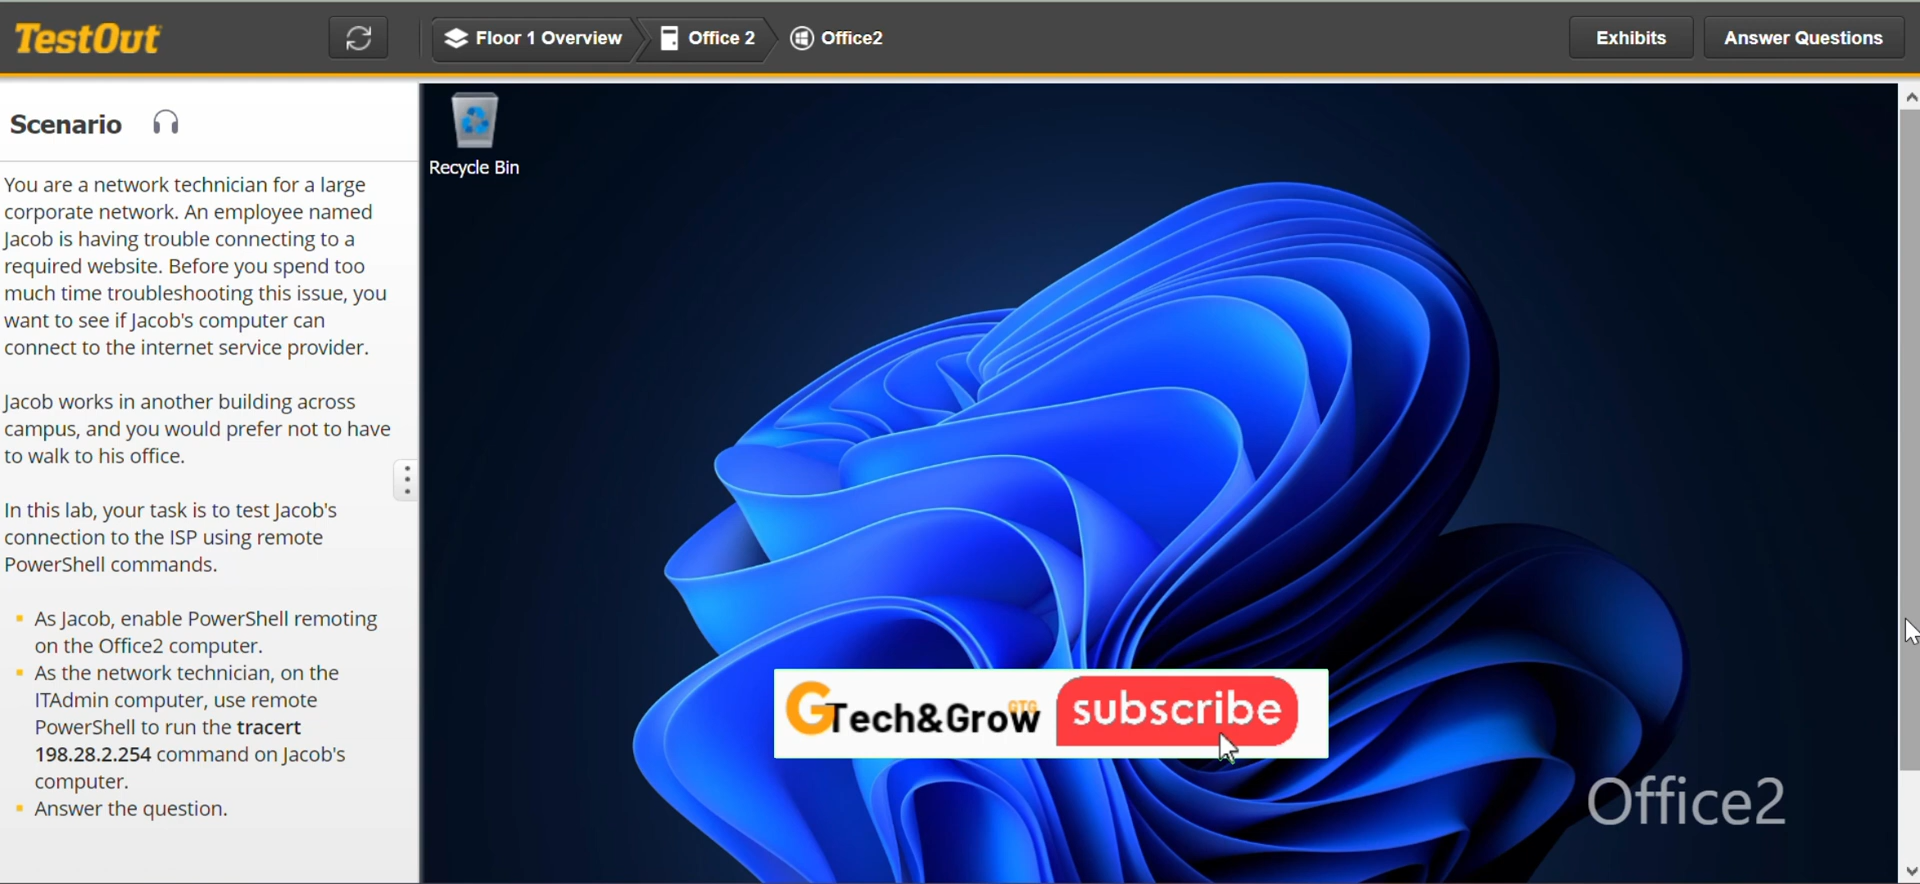 TestOut
Floor 1 Overview
Office 2
Office2
Exhibits
Answer Questions
Scenario
You are a network technician for a large
corporate network. An employee named
Jacob is having trouble connecting to a
required website. Before you spend too
much time troubleshooting this issue, you
want to see if Jacob's computer can
connect to the internet service provider.
Jacob works in another building across
campus, and you would prefer not to have
to walk to his office.
In this lab, your task is to test Jacob's
connection to the ISP using remote
PowerShell commands.
As Jacob, enable PowerShell remoting
on the Office2 computer.
As the network technician, on the
ITAdmin computer, use remote
PowerShell to run the tracert
198.28.2.254 command on Jacob's
computer.
Answer the question.
Recycle Bin
G Tech&Grow GTG
subscribe
Office2